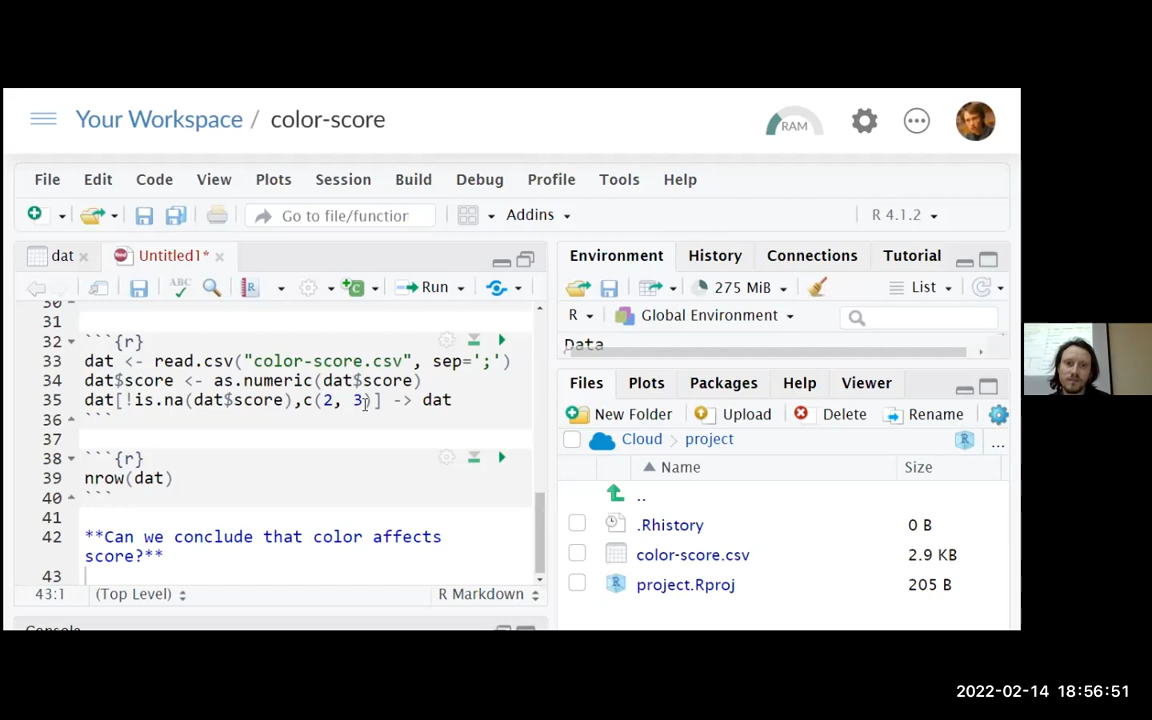 Your Workspace / color-score
RAM
File Edit Code View Plots Session Build Debug Profile Tools Help
Go to file/function
Addins
R 4.1.2
dat
Untitled1*
ABC
Run
30
31
32 ```{r}
33 dat <- read.csv("color-score.csv", sep=';')
34 dat$score <- as.numeric(dat$score)
35 dat[!is.na(dat$score),c(2, 3)] -> dat
36 ```
37
38 ```{r}
39 nrow(dat)
40 ```
41
42 **Can we conclude that color affects
score?**
43
43:1 (Top Level) R Markdown
Console
Environment History Connections Tutorial
275 MiB
List
R Global Environment
Data
Files Plots Packages Help Viewer
New Folder Upload Delete Rename
Cloud > project
R
...
Name Size
..
.Rhistory 0 B
color-score.csv 2.9 KB
project.Rproj 205 B
2022-02-14 18:56:51